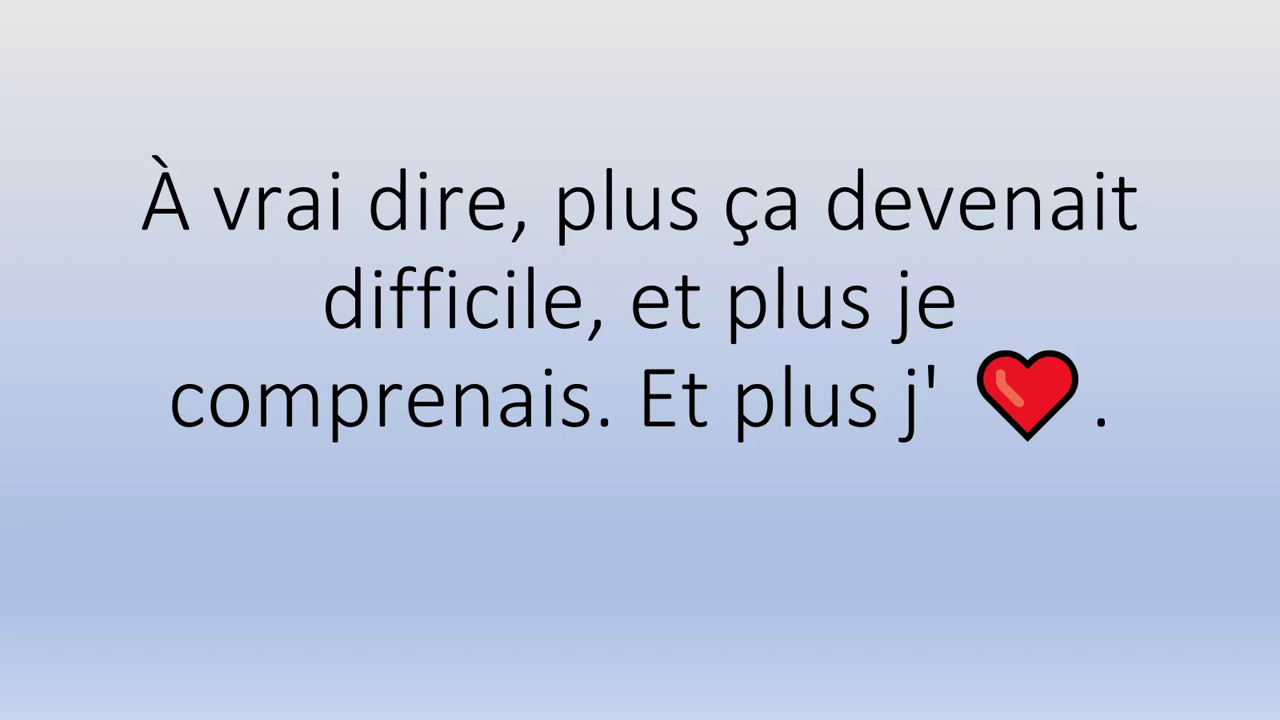 À vrai dire, plus ça devenait
difficile, et plus je
comprenais. Et plus j' ❤️.